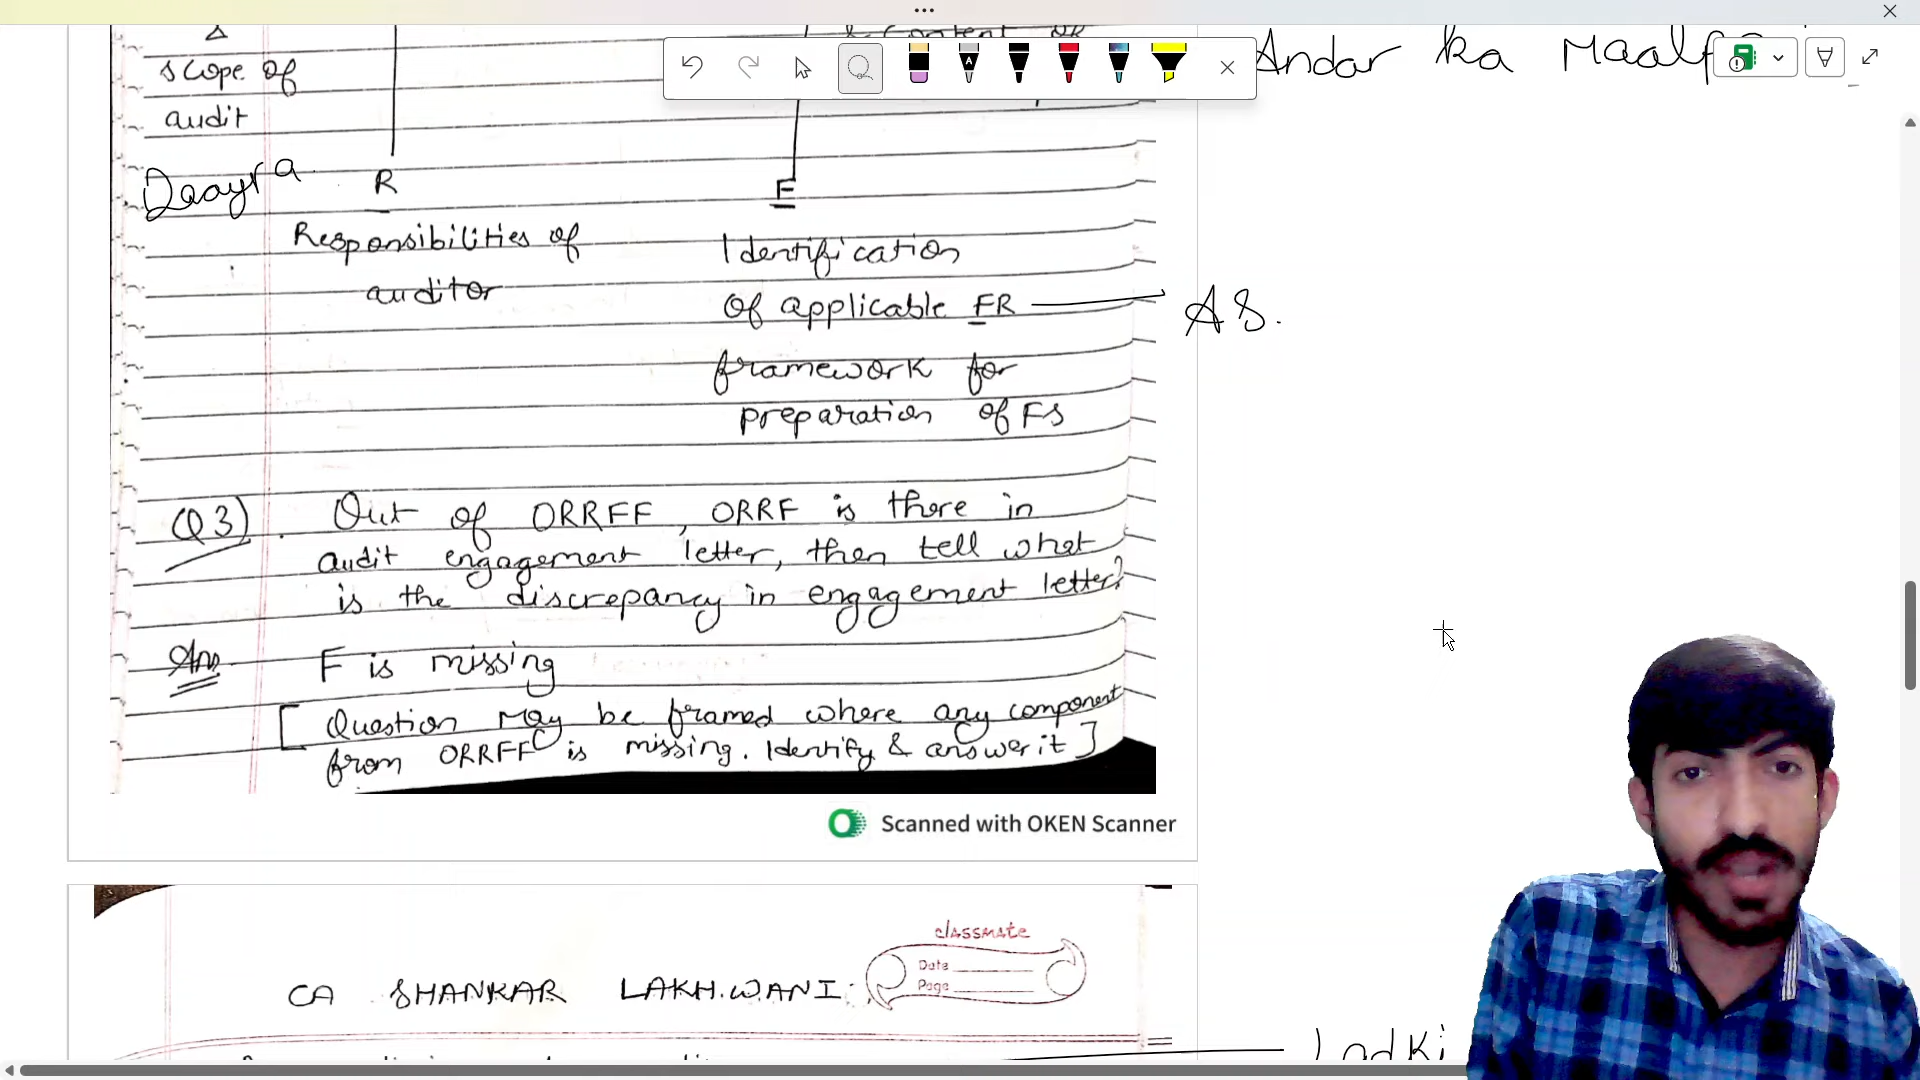 & Content of
Andar ka Maal
scope of
audit
Daayra
R
F
Responsibilities of
auditor
Identification
of applicable FR
AS.
framework for
preparation of FS
Q3) Out of ORRFF, ORRF is there in
audit engagement letter, then tell what
is the discrepancy in engagement letter?
Ans F is missing
[Question may be framed where any component
from ORRFF is missing. Identify & answer it]
Scanned with OKEN Scanner
classmate
Date
Page
CA SHANKAR LAKHWANI
Ladki